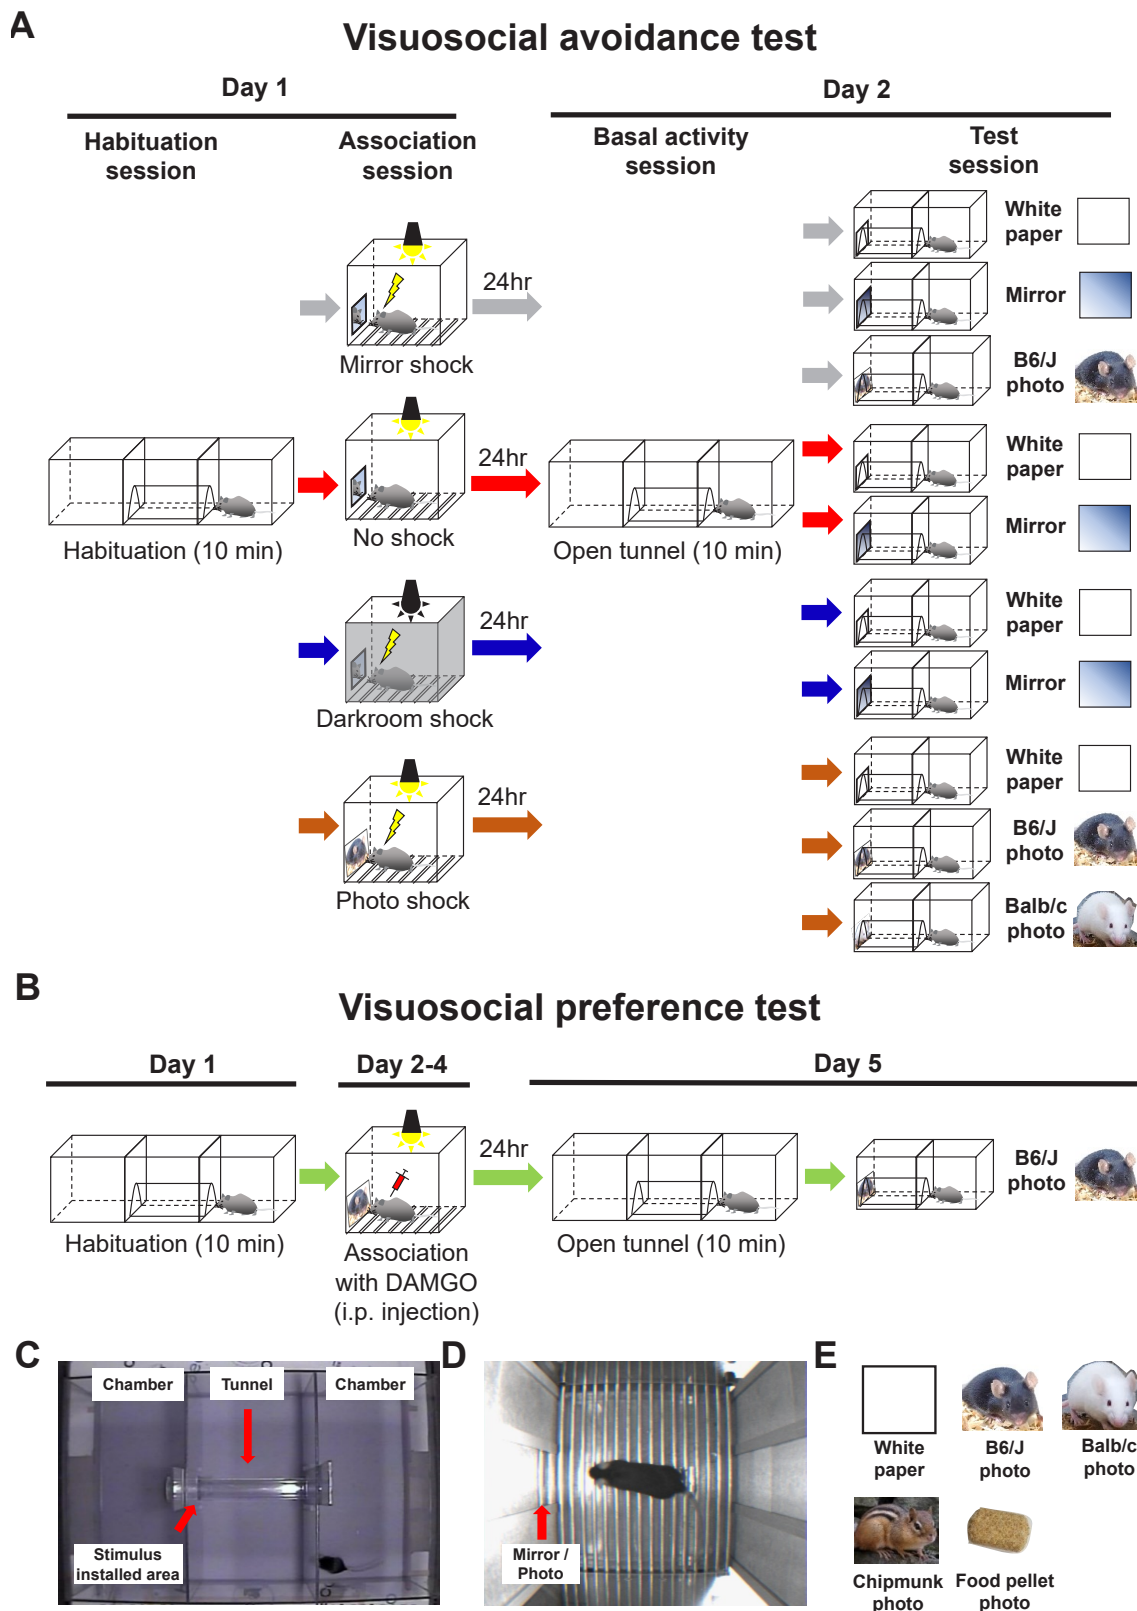 A
Visuosocial avoidance test
Day 1
Day 2
Habituation
session
Association
session
Basal activity
session
Test
session
White
paper
24hr
Mirror
Mirror shock
B6/J
photo
24hr
White
paper
Mirror
Habituation (10 min)
No shock
Open tunnel (10 min)
24hr
White
paper
Mirror
Darkroom shock
24hr
White
paper
B6/J
photo
Photo shock
Balb/c
photo
B
Visuosocial preference test
Day 1
Day 2-4
Day 5
24hr
B6/J
photo
Habituation (10 min)
Association
with DAMGO
(i.p. injection)
Open tunnel (10 min)
C
Chamber
Tunnel
Chamber
Stimulus
installed area
D
Mirror /
Photo
E
White
paper
B6/J
photo
Balb/c
photo
Chipmunk
photo
Food pellet
photo